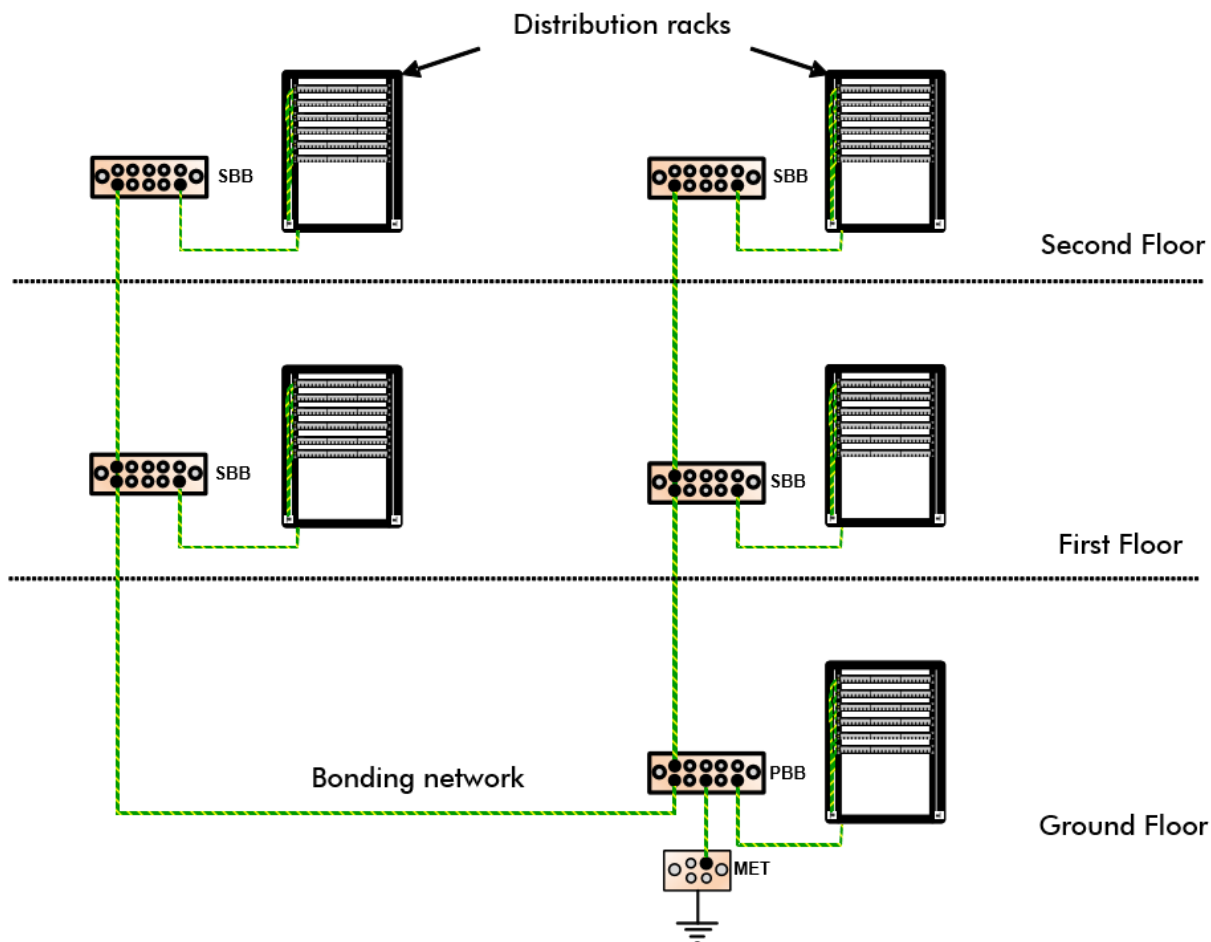 Distribution racks
SBB
SBB
Second Floor
SBB
SBB
First Floor
Bonding network
PBB
Ground Floor
MET